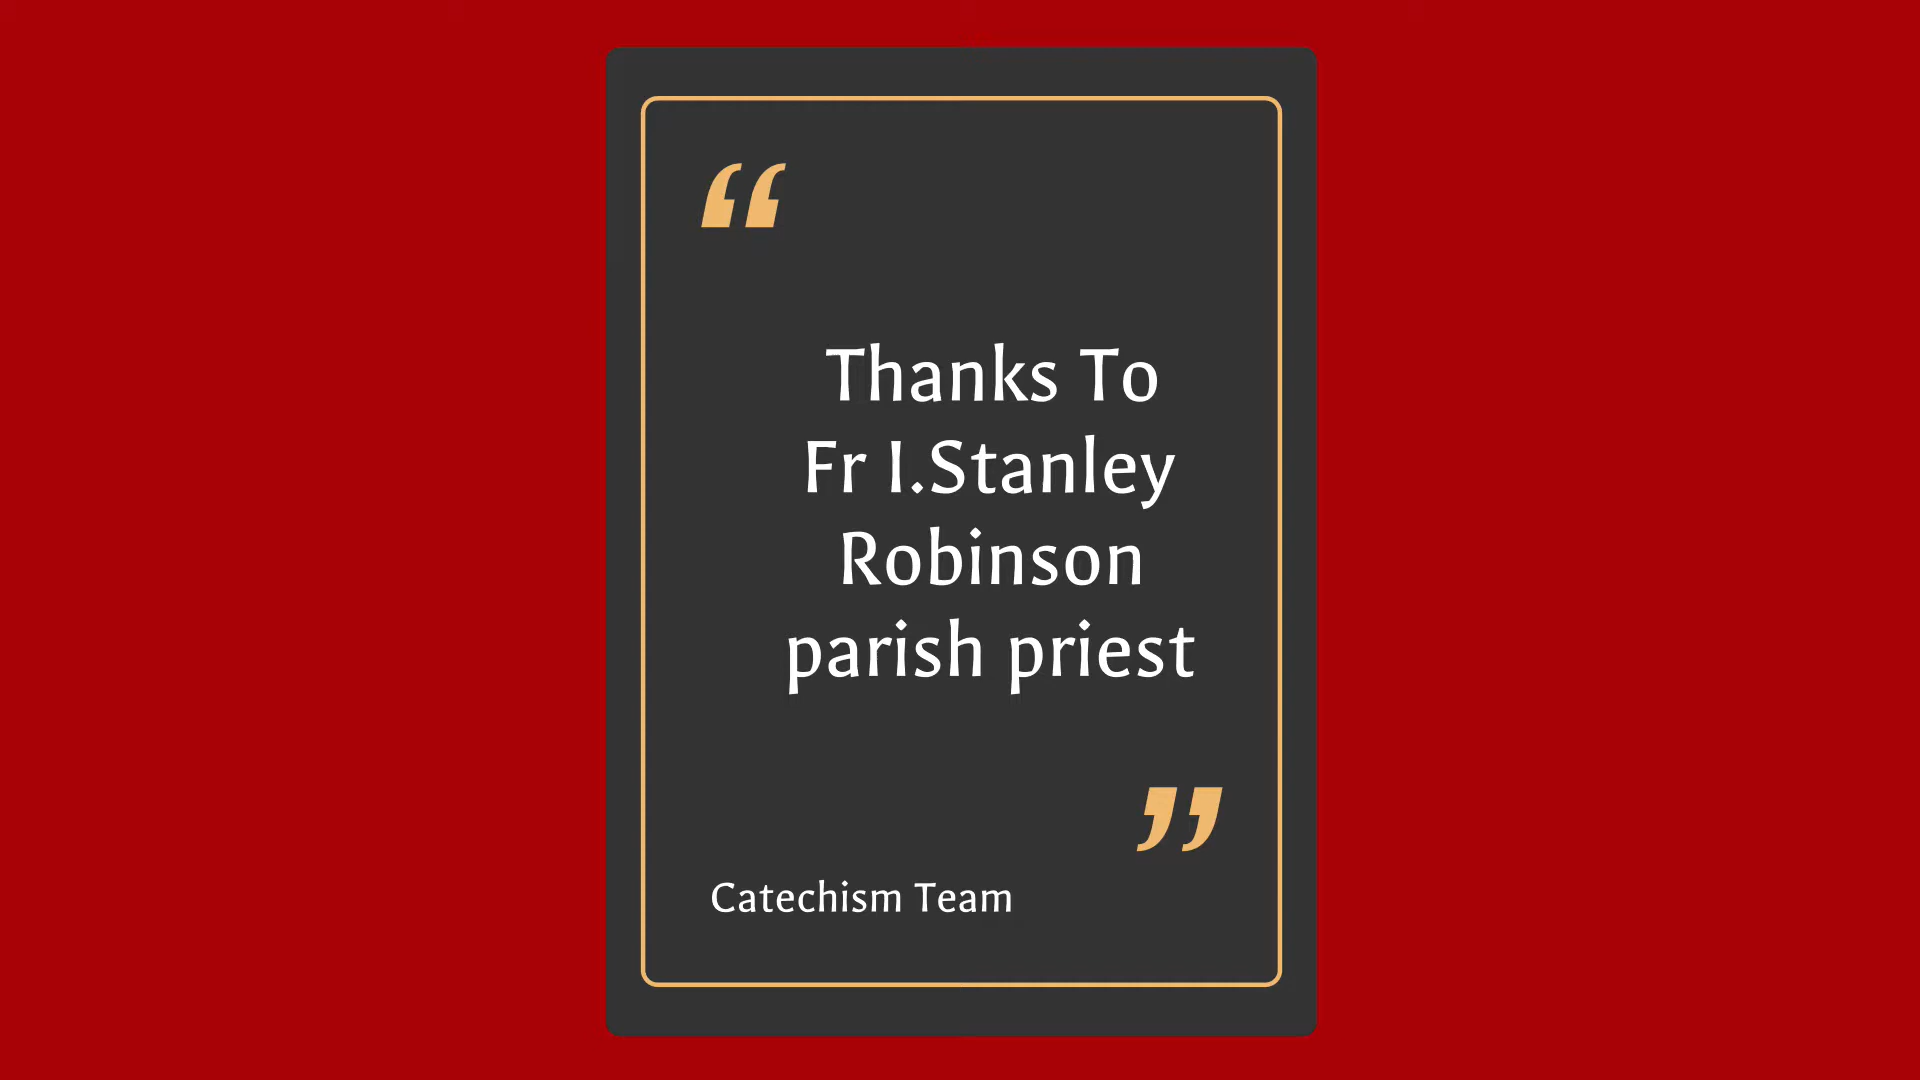 “
Thanks To
Fr I.Stanley
Robinson
parish priest
”
Catechism Team